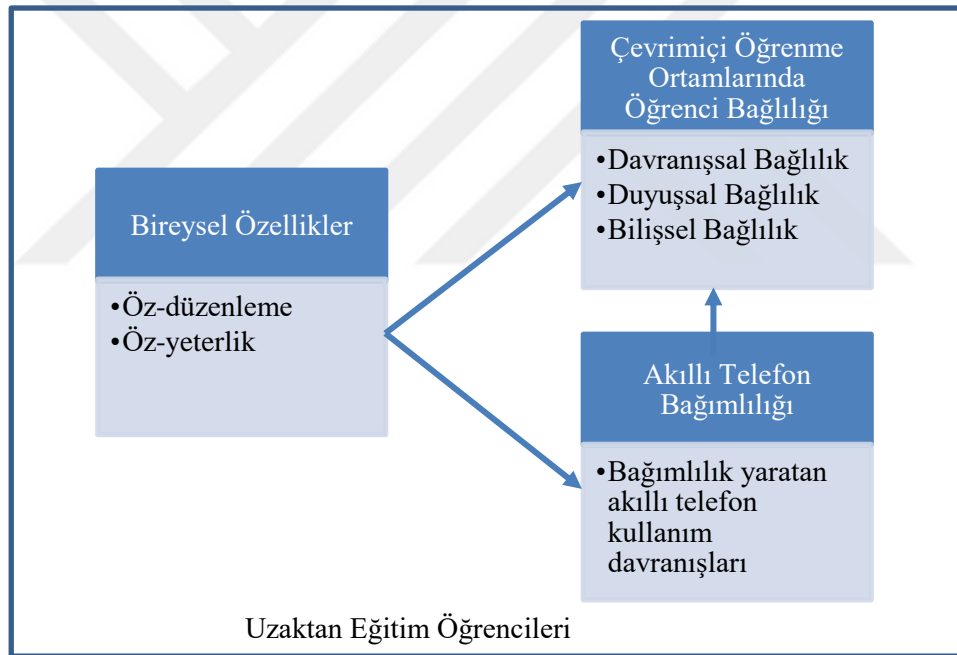 Bireysel Özellikler
•Öz-düzenleme
•Öz-yeterlik
Çevrimiçi Öğrenme
Ortamlarında
Öğrenci Bağlılığı
•Davranışsal Bağlılık
•Duyuşsal Bağlılık
•Bilişsel Bağlılık
Akıllı Telefon
Bağımlılığı
•Bağımlılık yaratan
akıllı telefon
kullanım
davranışları
Uzaktan Eğitim Öğrencileri